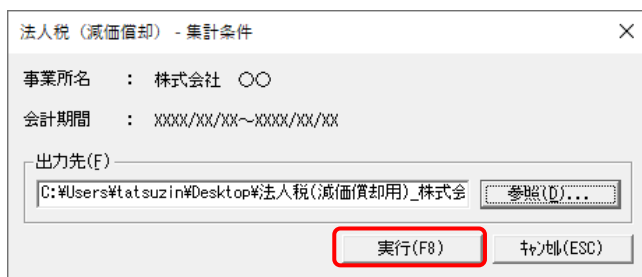 法人税（減価償却） - 集計条件
事業所名 ： 株式会社 ○○
会計期間 ： XXXX/XX/XX～XXXX/XX/XX
出力先(F)
C:¥Users¥tatsuzin¥Desktop¥法人税(減価償却用)_株式会
参照(D)...
実行(F8)
ｷｬﾝｾﾙ(ESC)